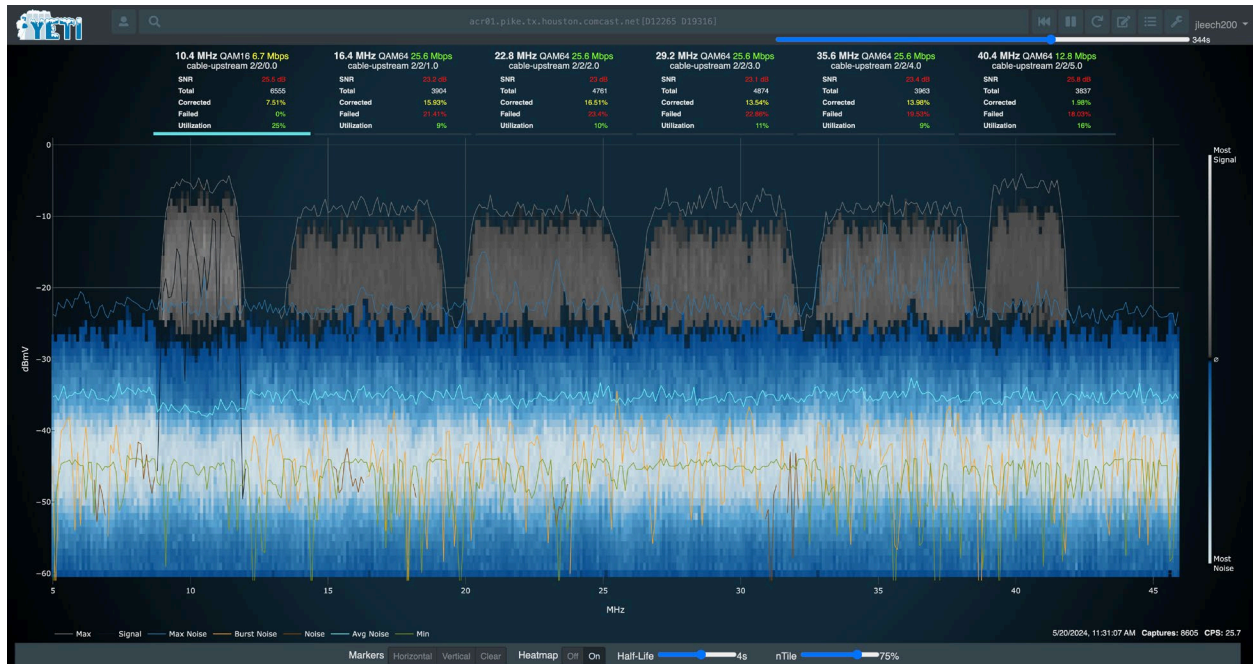 YETI
acr01.pike.tx.houston.comcast.net[D12265 D19316]
jleech200
344s
10.4 MHz QAM16 6.7 Mbps
cable-upstream 2/2/0.0
SNR 25.5 dB
Total 6555
Corrected 7.51%
Failed 0%
Utilization 25%
16.4 MHz QAM64 25.6 Mbps
cable-upstream 2/2/1.0
SNR 23.2 dB
Total 3904
Corrected 15.93%
Failed 21.41%
Utilization 9%
22.8 MHz QAM64 25.6 Mbps
cable-upstream 2/2/2.0
SNR 23 dB
Total 4761
Corrected 16.51%
Failed 23.4%
Utilization 10%
29.2 MHz QAM64 25.6 Mbps
cable-upstream 2/2/3.0
SNR 23.1 dB
Total 4874
Corrected 13.54%
Failed
Utilization 11%
35.6 MHz QAM64 25.6 Mbps
cable-upstream 2/2/4.0
SNR 23.4 dB
Total 3963
Corrected 13.98%
Failed 19.53%
Utilization 9%
40.4 MHz QAM64 12.8 Mbps
cable-upstream 2/2/5.0
SNR 25.8 dB
Total 3837
Corrected 1.98%
Failed 18.03%
Utilization 16%
0
−10
−20
−30
−40
−50
−60
dBmV
5 10 15 20 25 30 35 40 45
MHz
Most
Signal
ø
Most
Noise
Max Signal Max Noise Burst Noise Noise Avg Noise Min
5/20/2024, 11:31:07 AM Captures: 8605 CPS: 25.7
Markers Horizontal Vertical Clear Heatmap Off On Half-Life 4s nTile 75%